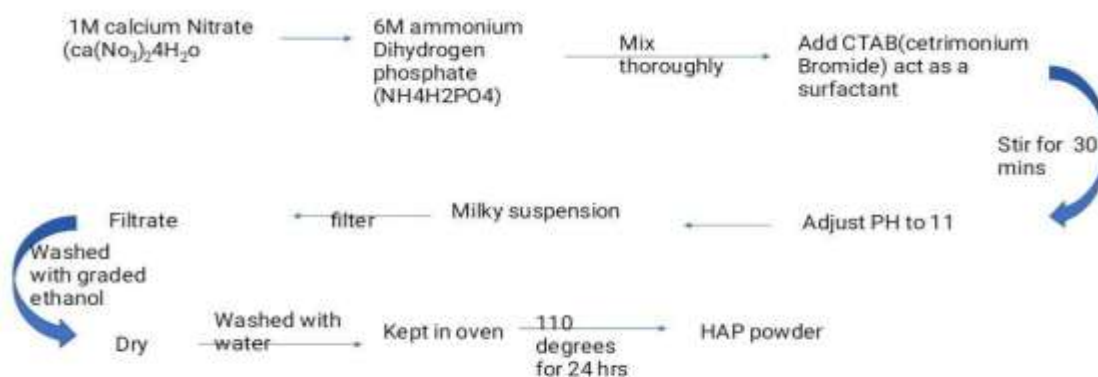 1M calcium Nitrate
(ca(No₃)₂4H₂o
6M ammonium
Dihydrogen
phosphate
(NH4H2PO4)
Mix
thoroughly
Add CTAB(cetrimonium
Bromide) act as a
surfactant
Stir for 30
mins
Adjust PH to 11
Milky suspension
filter
Filtrate
Washed
with graded
ethanol
Dry
Washed with
water
Kept in oven
110
degrees
for 24 hrs
HAP powder